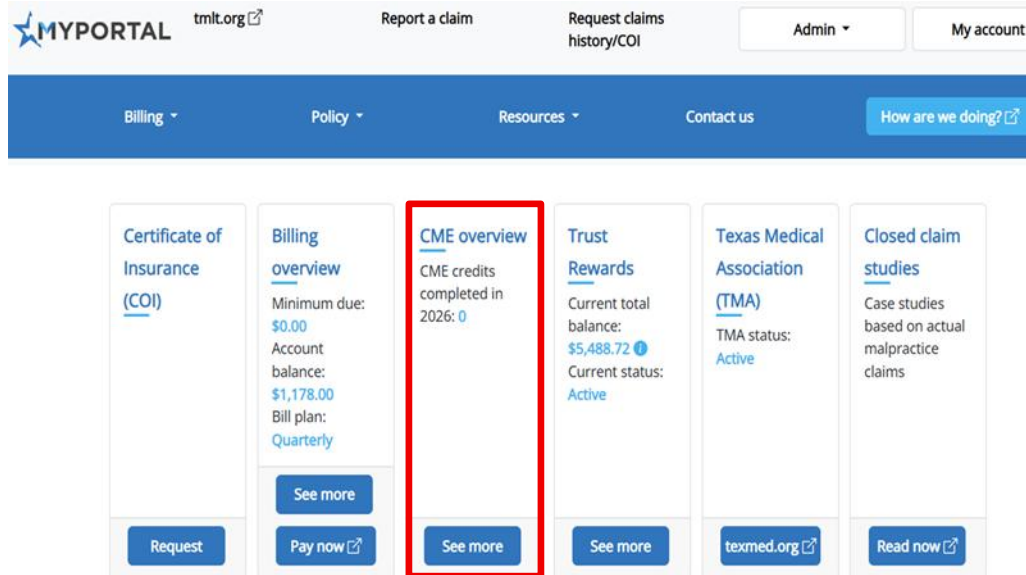 MYPORTAL
tmlt.org
Report a claim
Request claims
history/COI
Admin
My account
Billing
Policy
Resources
Contact us
How are we doing?
Certificate of
Insurance
(COI)
Request
Billing
overview
Minimum due:
$0.00
Account
balance:
$1,178.00
Bill plan:
Quarterly
See more
Pay now
CME overview
CME credits
completed in
2026: 0
See more
Trust
Rewards
Current total
balance:
$5,488.72
Current status:
Active
See more
Texas Medical
Association
(TMA)
TMA status:
Active
texmed.org
Closed claim
studies
Case studies
based on actual
malpractice
claims
Read now